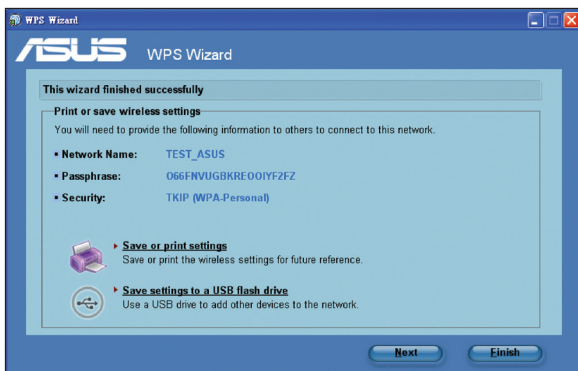 WPS Wizard
ASUS WPS Wizard
This wizard finished successfully
Print or save wireless settings
You will need to provide the following information to others to connect to this network.
▪ Network Name: TEST_ASUS
▪ Passphrase: O66FNVUGBKREOOIYF2FZ
▪ Security: TKIP (WPA-Personal)
Save or print settings
Save or print the wireless settings for future reference.
Save settings to a USB flash drive
Use a USB drive to add other devices to the network.
Next Finish